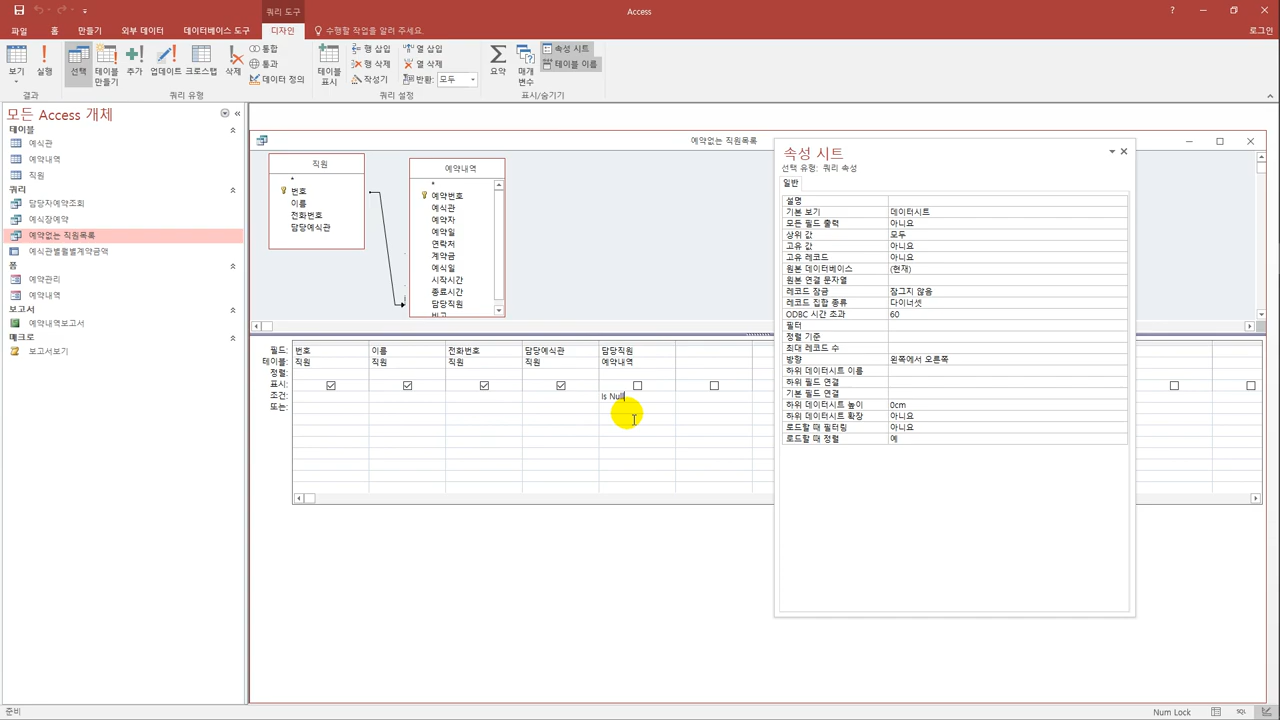 쿼리 도구
Access
파일 홈 만들기 외부 데이터 데이터베이스 도구 디자인 수행할 작업을 알려 주세요.
로그인
보기 실행 선택 테이블 만들기 추가 업데이트 크로스탭 삭제
통합
통과
데이터 정의
테이블 표시
행 삽입
행 삭제
작성기
열 삽입
열 삭제
반환: 모두
요약 매개 변수
속성 시트
테이블 이름
결과 쿼리 유형 쿼리 설정 표시/숨기기
모든 Access 개체
테이블
예식관
예약내역
직원
쿼리
담당자예약조회
예식장예약
예약없는 직원목록
예식관별월별계약금액
폼
예약관리
예약내역
보고서
예약내역보고서
매크로
보고서보기
예약없는 직원목록
직원
*
번호
이름
전화번호
담당예식관
예약내역
*
예약번호
예식관
예약자
예약일
연락처
계약금
예식일
시작시간
종료시간
담당직원
필드: 번호 이름 전화번호 담당예식관 담당직원
테이블: 직원 직원 직원 직원 예약내역
정렬:
표시:
조건: Is Null
또는:
속성 시트
선택 유형: 쿼리 속성
일반
설명
기본 보기 데이터시트
모든 필드 출력 아니요
상위 값 모두
고유 값 아니요
고유 레코드 아니요
원본 데이터베이스 (현재)
원본 연결 문자열
레코드 잠금 잠그지 않음
레코드 집합 종류 다이너셋
ODBC 시간 초과 60
필터
정렬 기준
최대 레코드 수
방향 왼쪽에서 오른쪽
하위 데이터시트 이름
하위 필드 연결
기본 필드 연결
하위 데이터시트 높이 0cm
하위 데이터시트 확장 아니요
로드할 때 필터링 아니요
로드할 때 정렬 예
준비
Num Lock
SQL